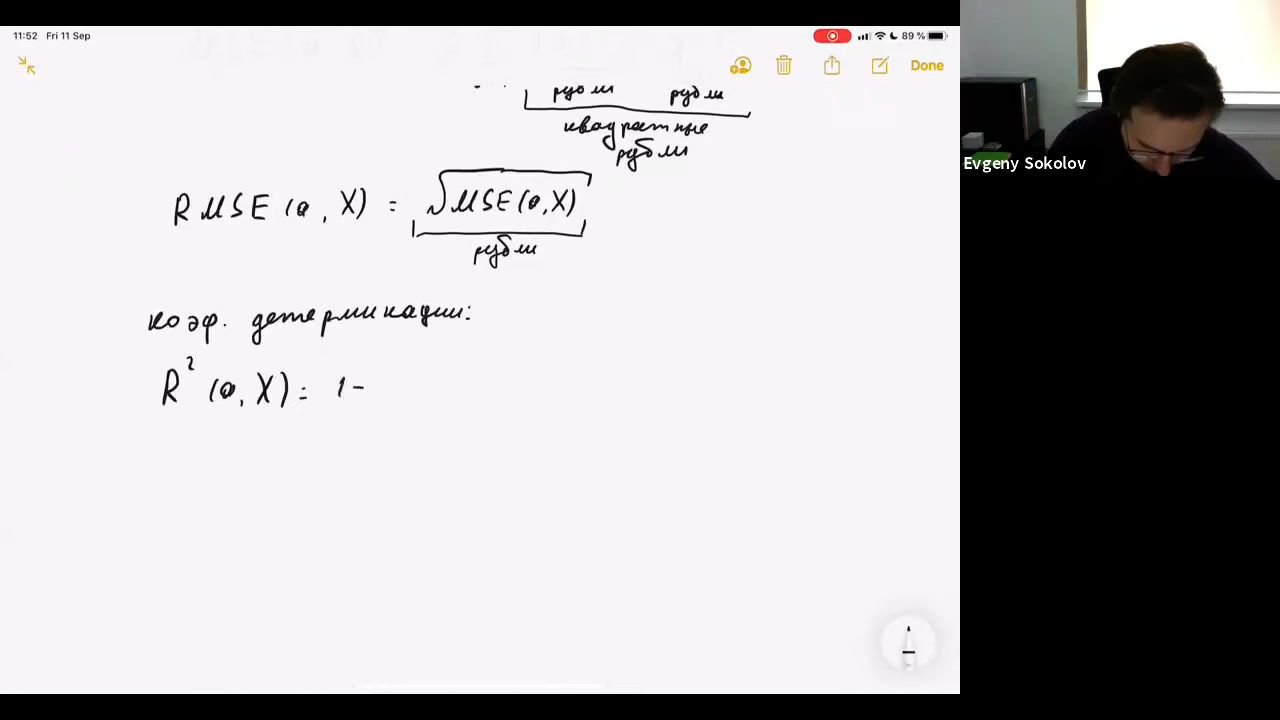 11:52 Fri 11 Sep
89 %
Done
рубли рубли
квадратные
рубли
RMSE (a, X) = √MSE(a,X)
рубли
коэф. детерминации:
R² (a, X) = 1-
Evgeny Sokolov